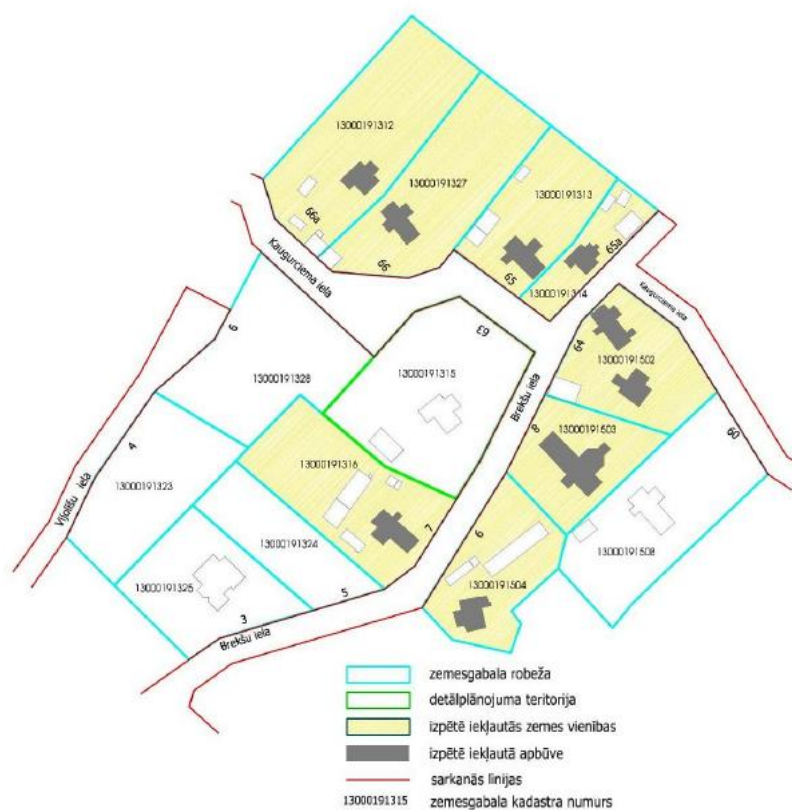 13000191312
13000191327
13000191313
66a
65a
66
65
13000191314
Kaugurciema iela
Kaugurciema iela
63
64
13000191502
6
13000191328
13000191315
Brekšu iela
60
8
13000191503
4
13000191316
13000191323
Vijolīšu iela
7
6
13000191508
13000191324
13000191325
5
13000191504
3
Brekšu iela
zemesgabala robeža
detālplānojuma teritorija
izpētē iekļautās zemes vienības
izpētē iekļautā apbūve
sarkanās līnijas
13000191315 zemesgabala kadastra numurs